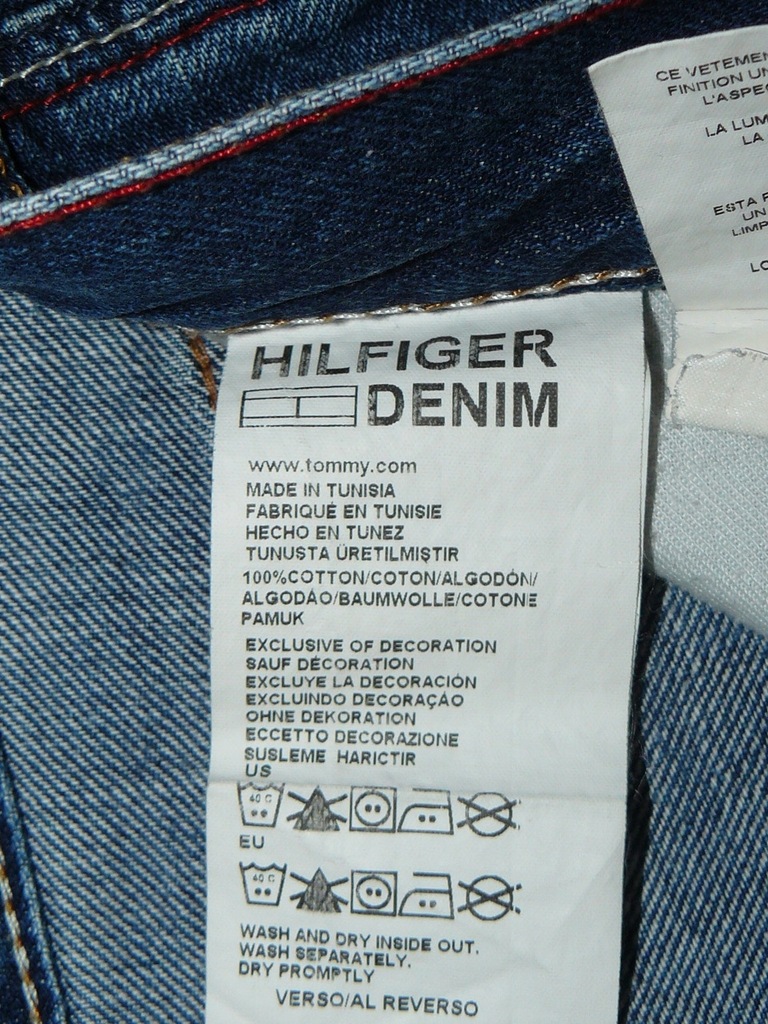 CE VETEMEN
FINITION UN
L'ASPEC
LA LUM
LA
ESTA
UN
LIMP
LO
HILFIGER
DENIM
www.tommy.com
MADE IN TUNISIA
FABRIQUÉ EN TUNISIE
HECHO EN TUNEZ
TUNUSTA ÜRETILMIŞTIR
100%COTTON/COTON/ALGODÓN/
ALGODÃO/BAUMWOLLE/COTONE
PAMUK
EXCLUSIVE OF DECORATION
SAUF DÉCORATION
EXCLUYE LA DECORACIÓN
EXCLUINDO DECORAÇÃO
OHNE DEKORATION
ECCETTO DECORAZIONE
SUSLEME HARICTIR
US
40 C
EU
40 C
WASH AND DRY INSIDE OUT.
WASH SEPARATELY.
DRY PROMPTLY
VERSO/AL REVERSO